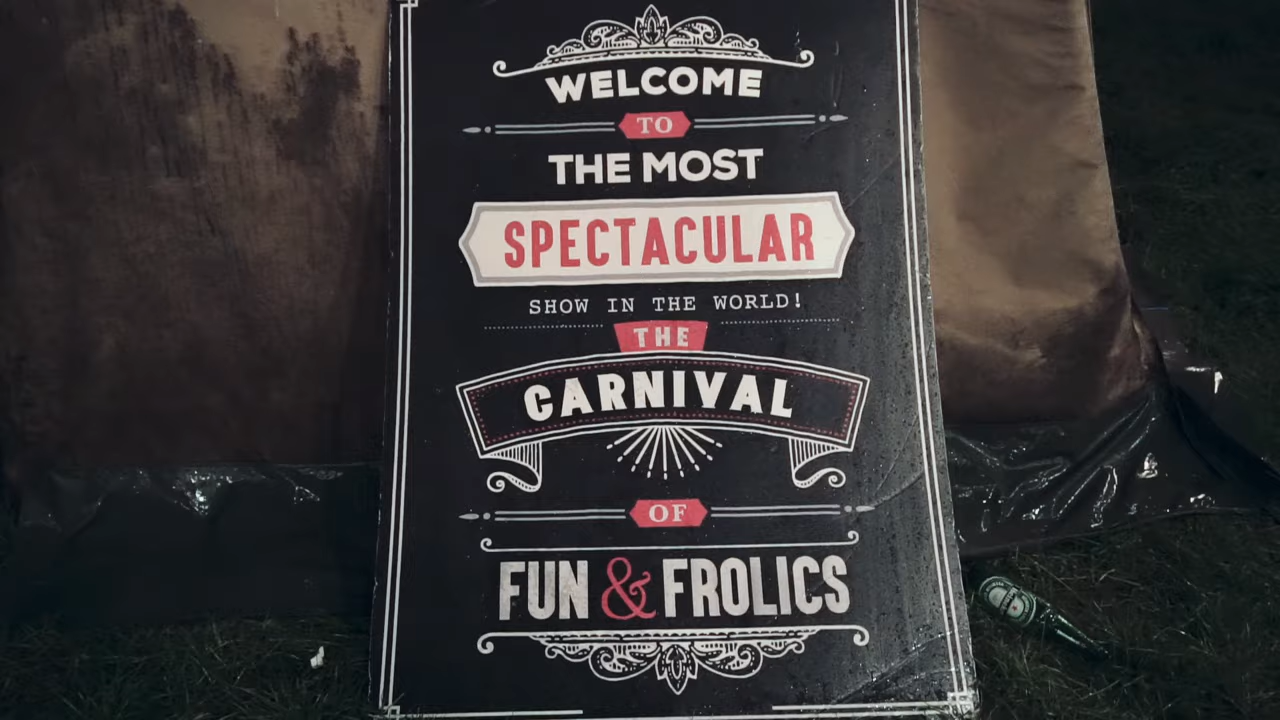 WELCOME
TO
THE MOST
SPECTACULAR
SHOW IN THE WORLD!
THE
CARNIVAL
OF
FUN & FROLICS